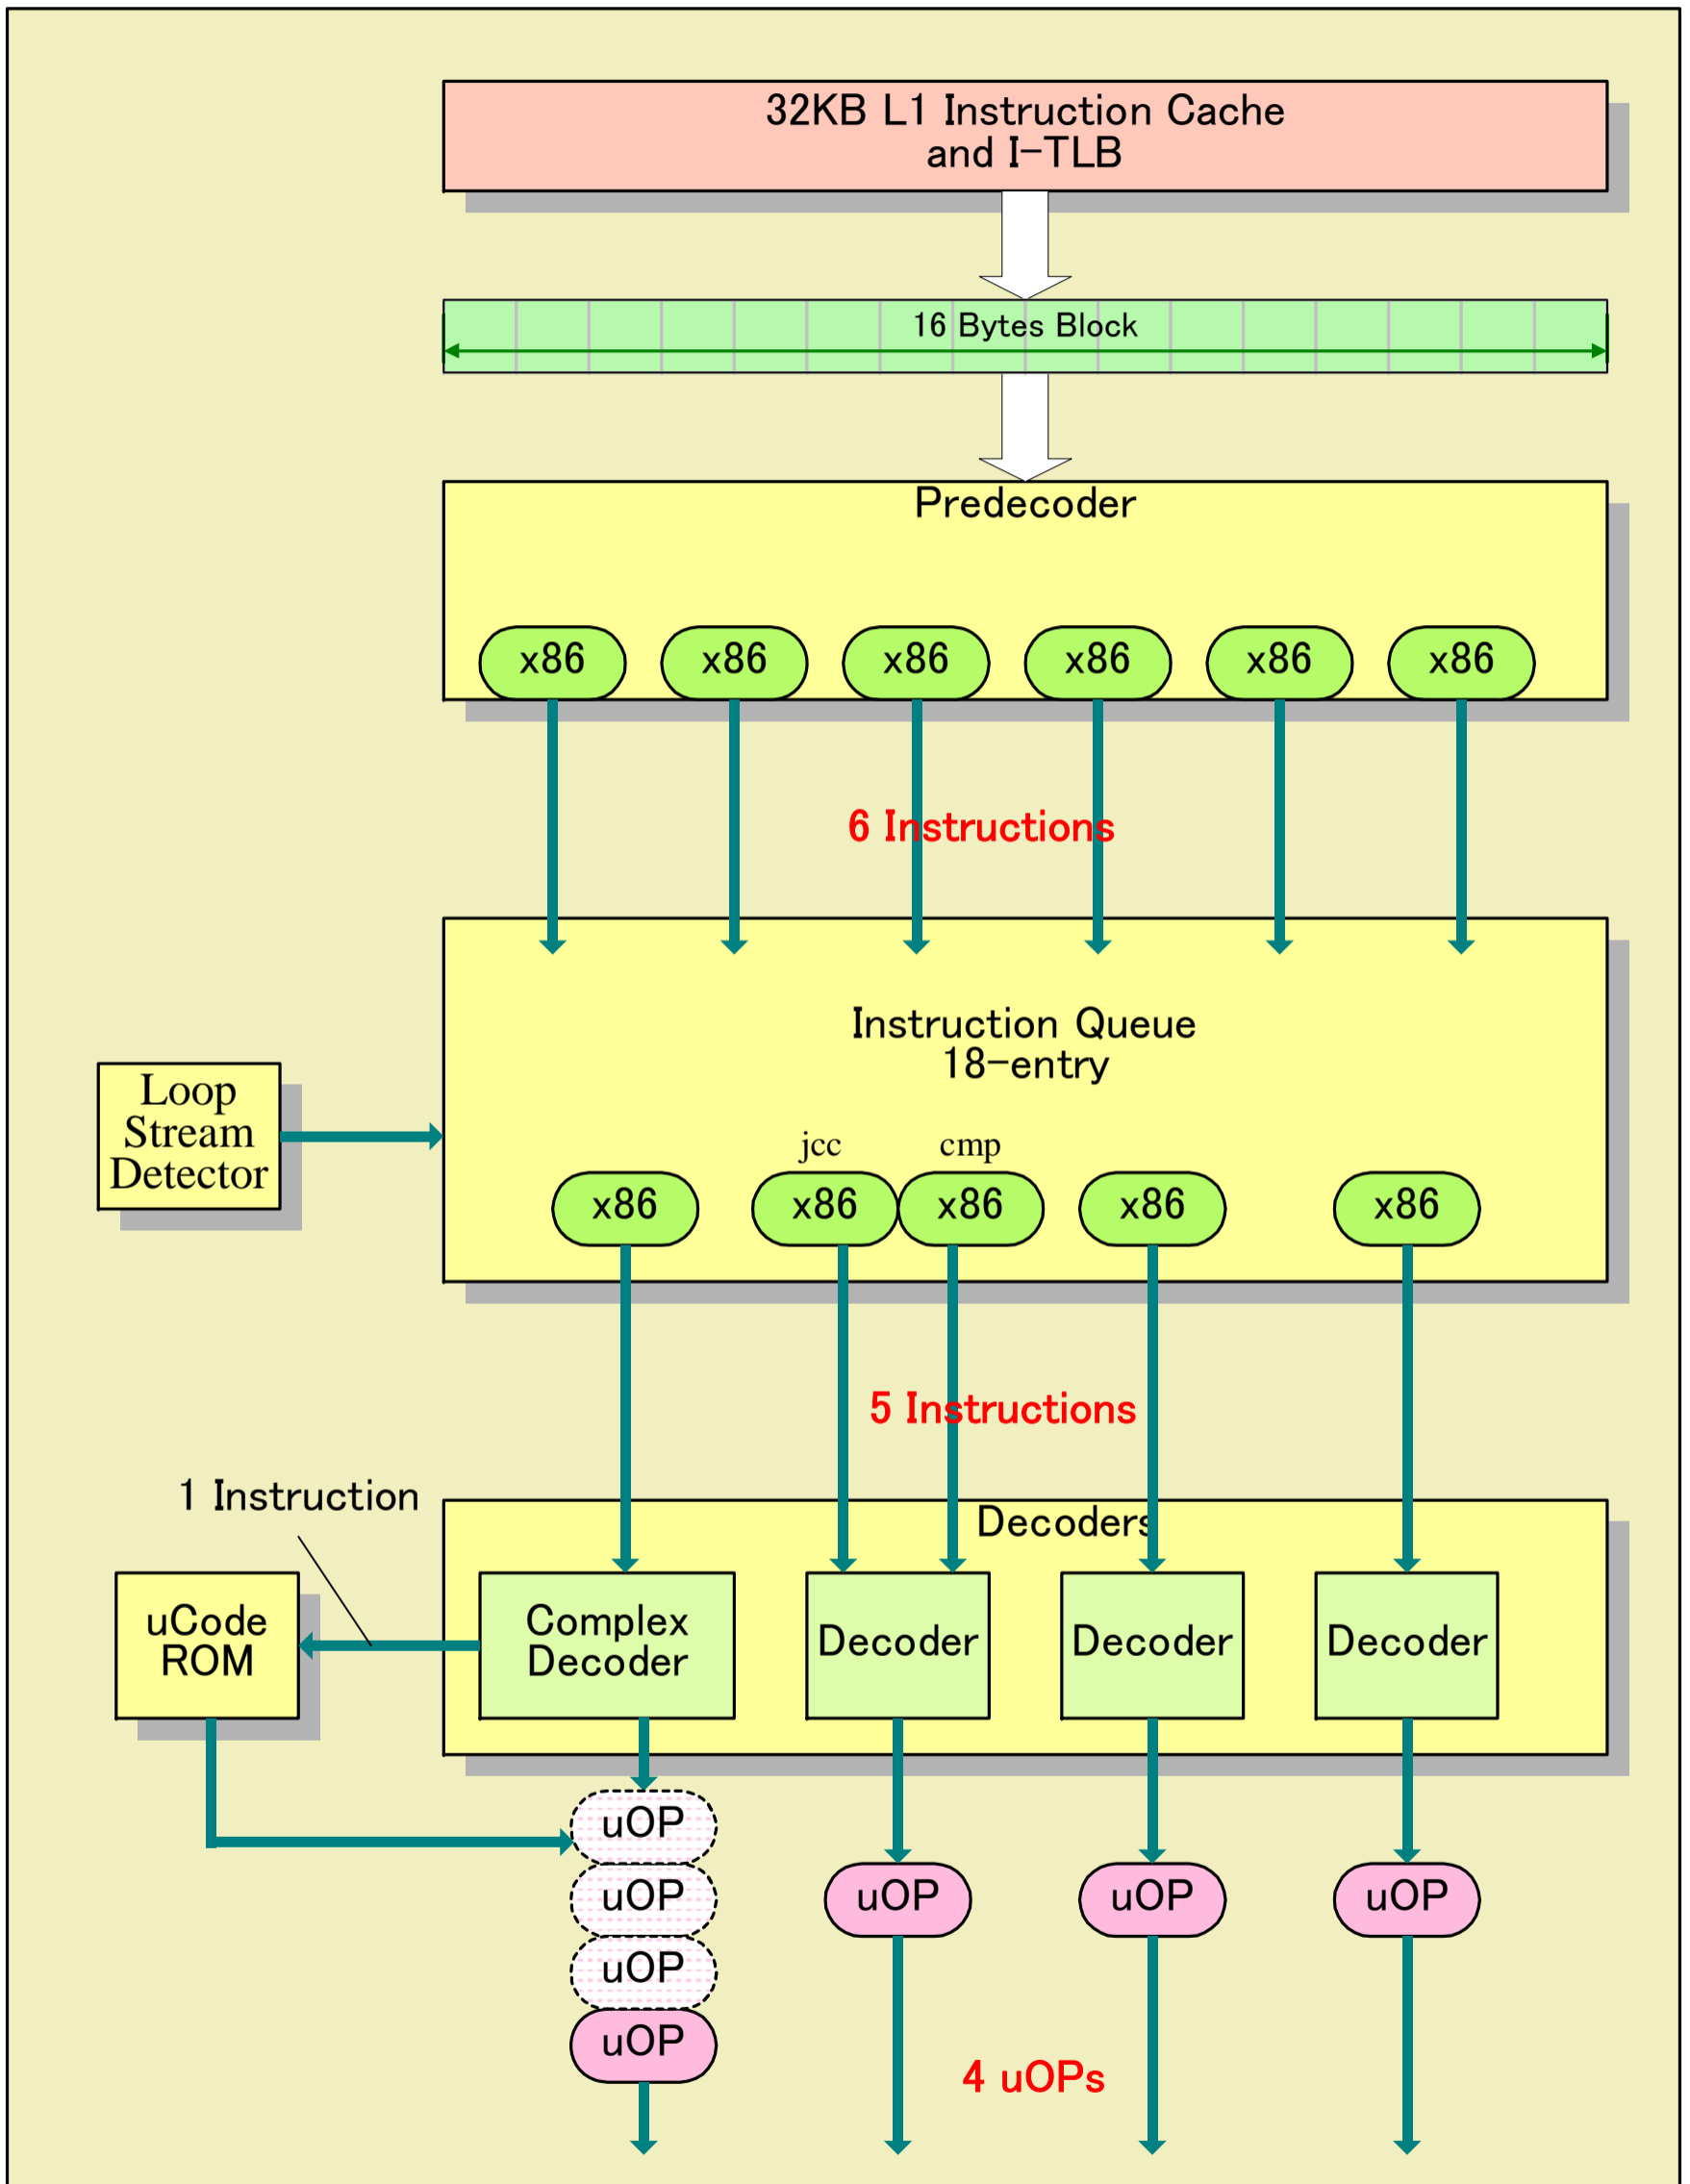 32KB L1 Instruction Cache
and I-TLB
16 Bytes Block
Predecoder
x86 x86 x86 x86 x86 x86
6 Instructions
Instruction Queue
18-entry
Loop
Stream
Detector
jcc cmp
x86 x86 x86 x86 x86
5 Instructions
1 Instruction
Decoders
uCode
ROM
Complex
Decoder
Decoder Decoder Decoder
uOP
uOP uOP uOP uOP
uOP
uOP
4 uOPs